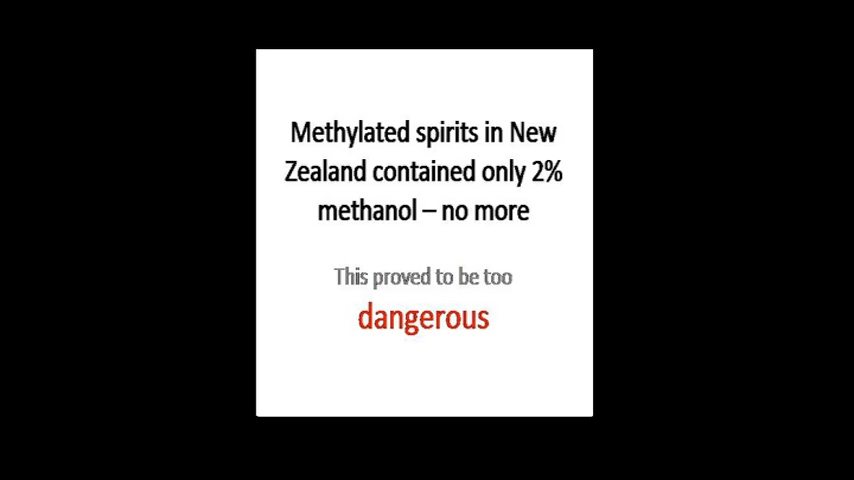 Methylated spirits in New
Zealand contained only 2%
methanol – no more
This proved to be too
dangerous